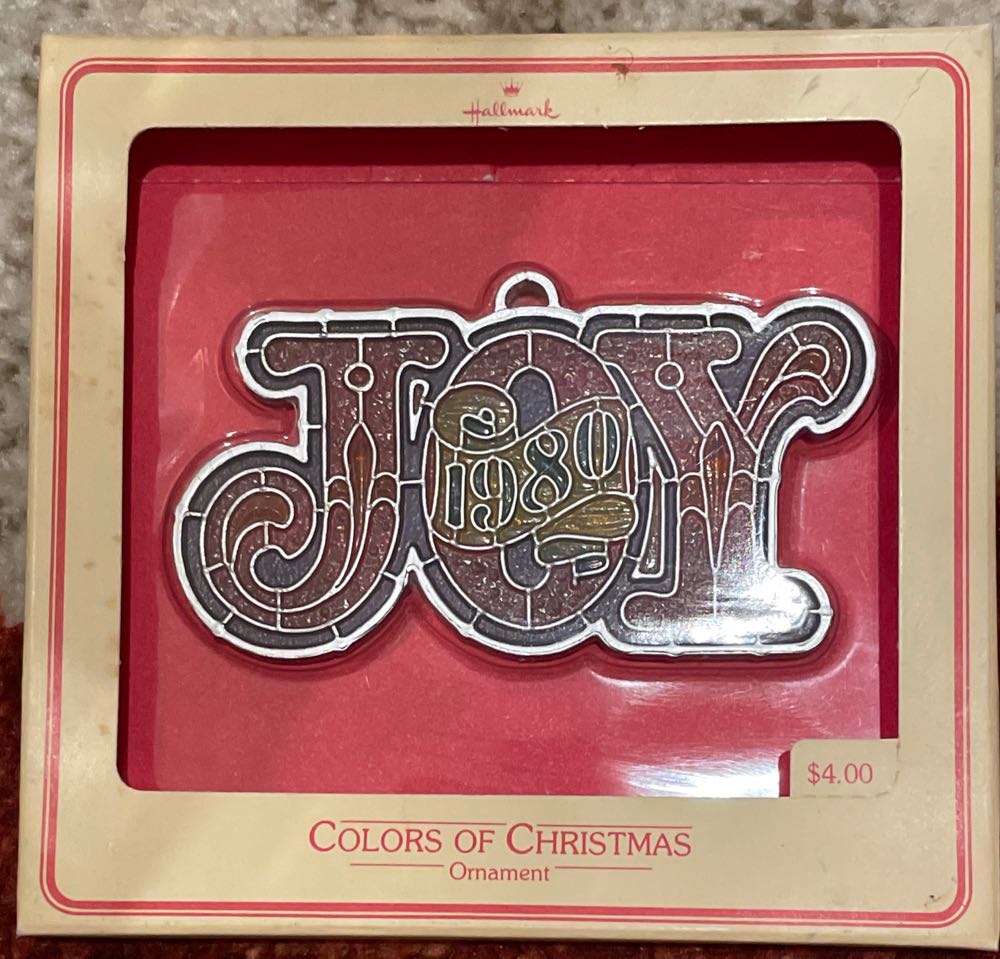 Hallmark
JOY
1980
$4.00
COLORS OF CHRISTMAS
Ornament